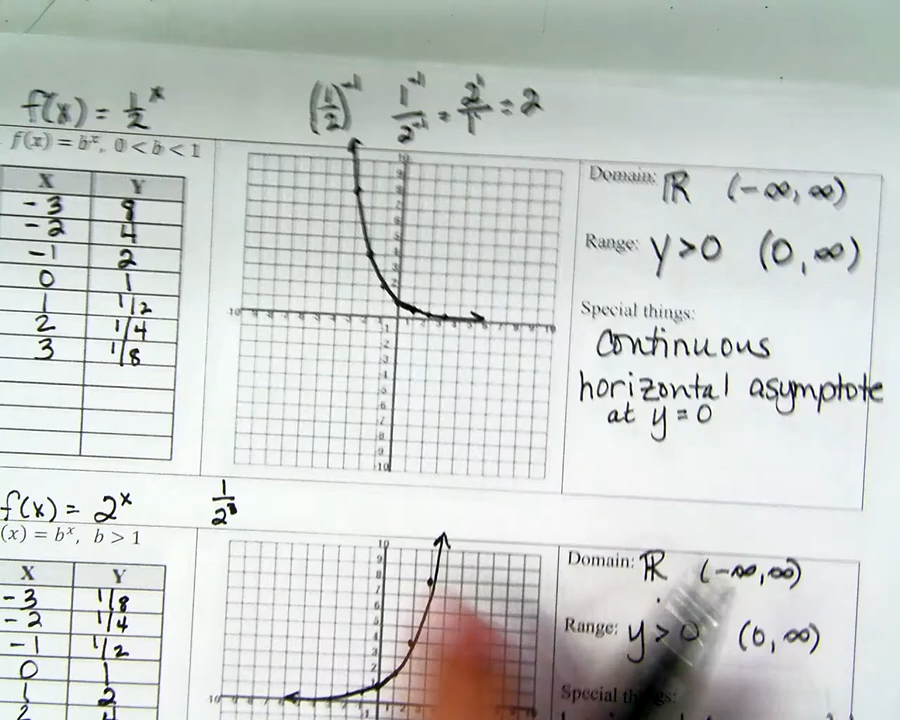 f(x) = 1/2^x
(1/2)^-1 1^-1/2^-1 = 2^1/1 = 2
f(x) = b^x, 0 < b < 1
X Y
-3 8
-2 4
-1 2
0 1
1 1/2
2 1/4
3 1/8
Domain: ℝ (-∞, ∞)
Range: y>0 (0, ∞)
Special things:
continuous
horizontal asymptote
at y = 0
f(x) = 2^x
(x) = b^x, b > 1
X Y
-3 1/8
-2 1/4
-1 1/2
0 1
1 2
2 4
Domain: ℝ (-∞, ∞)
Range: y > 0 (0, ∞)
Special things: